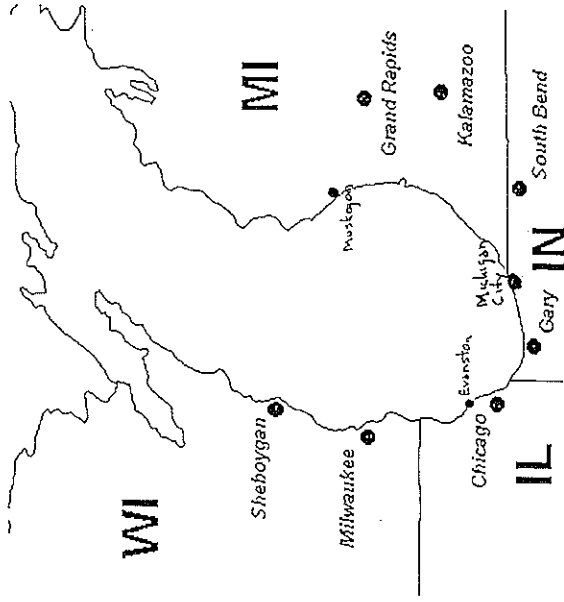 MI
Grand Rapids
Kalamazoo
Muskegon
South Bend
Michigan
City
IN
Gary
Evanston
Chicago
IL
Sheboygan
Milwaukee
WI